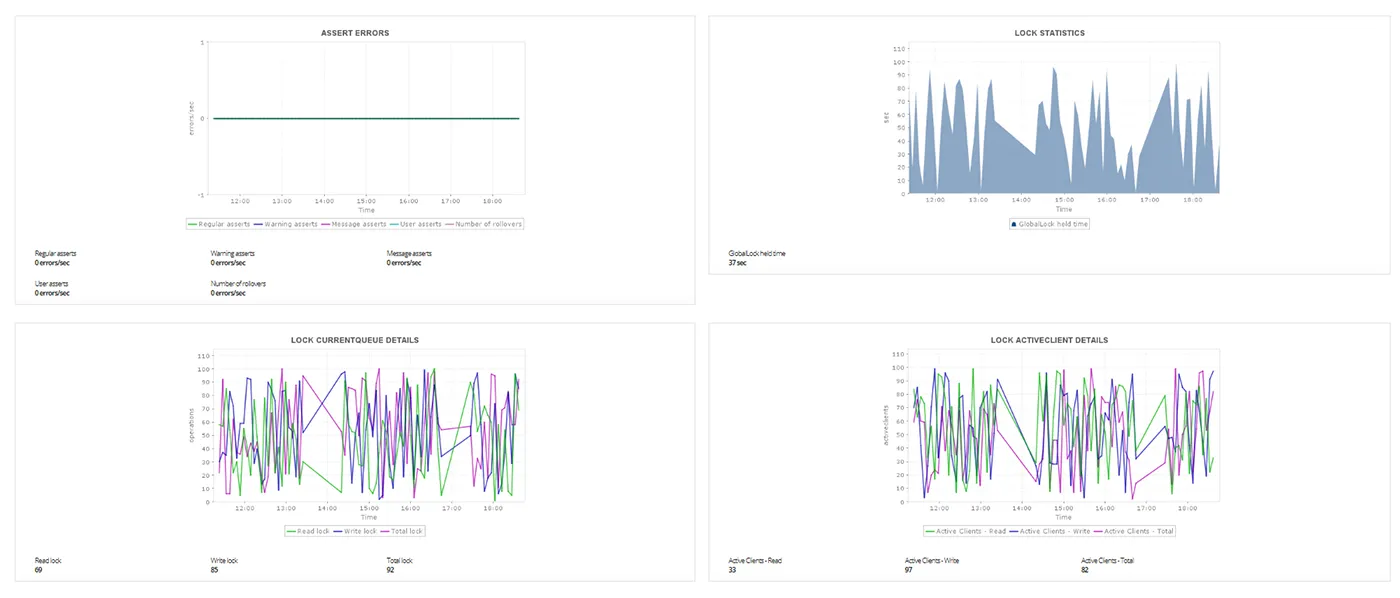 ASSERT ERRORS
1
0
-1
errors/sec
12:00 13:00 14:00 15:00 16:00 17:00 18:00
Time
Regular asserts Warning asserts Message asserts User asserts Number of rollovers
Regular asserts Warning asserts Message asserts
0 errors/sec 0 errors/sec 0 errors/sec
User asserts Number of rollovers
0 errors/sec 0 errors/sec
LOCK STATISTICS
110
100
90
80
70
60
50
40
30
20
10
0
sec
12:00 13:00 14:00 15:00 16:00 17:00 18:00
Time
GlobalLock held time
GlobalLock held time
37 sec
LOCK CURRENTQUEUE DETAILS
110
100
90
80
70
60
50
40
30
20
10
0
operations
12:00 13:00 14:00 15:00 16:00 17:00 18:00
Time
Read lock Write lock Total lock
Read lock Write lock Total lock
69 85 92
LOCK ACTIVECLIENT DETAILS
110
100
90
80
70
60
50
40
30
20
10
0
activeclients
12:00 13:00 14:00 15:00 16:00 17:00 18:00
Time
Active Clients - Read Active Clients - Write Active Clients - Total
Active Clients - Read Active Clients - Write Active Clients - Total
33 97 82